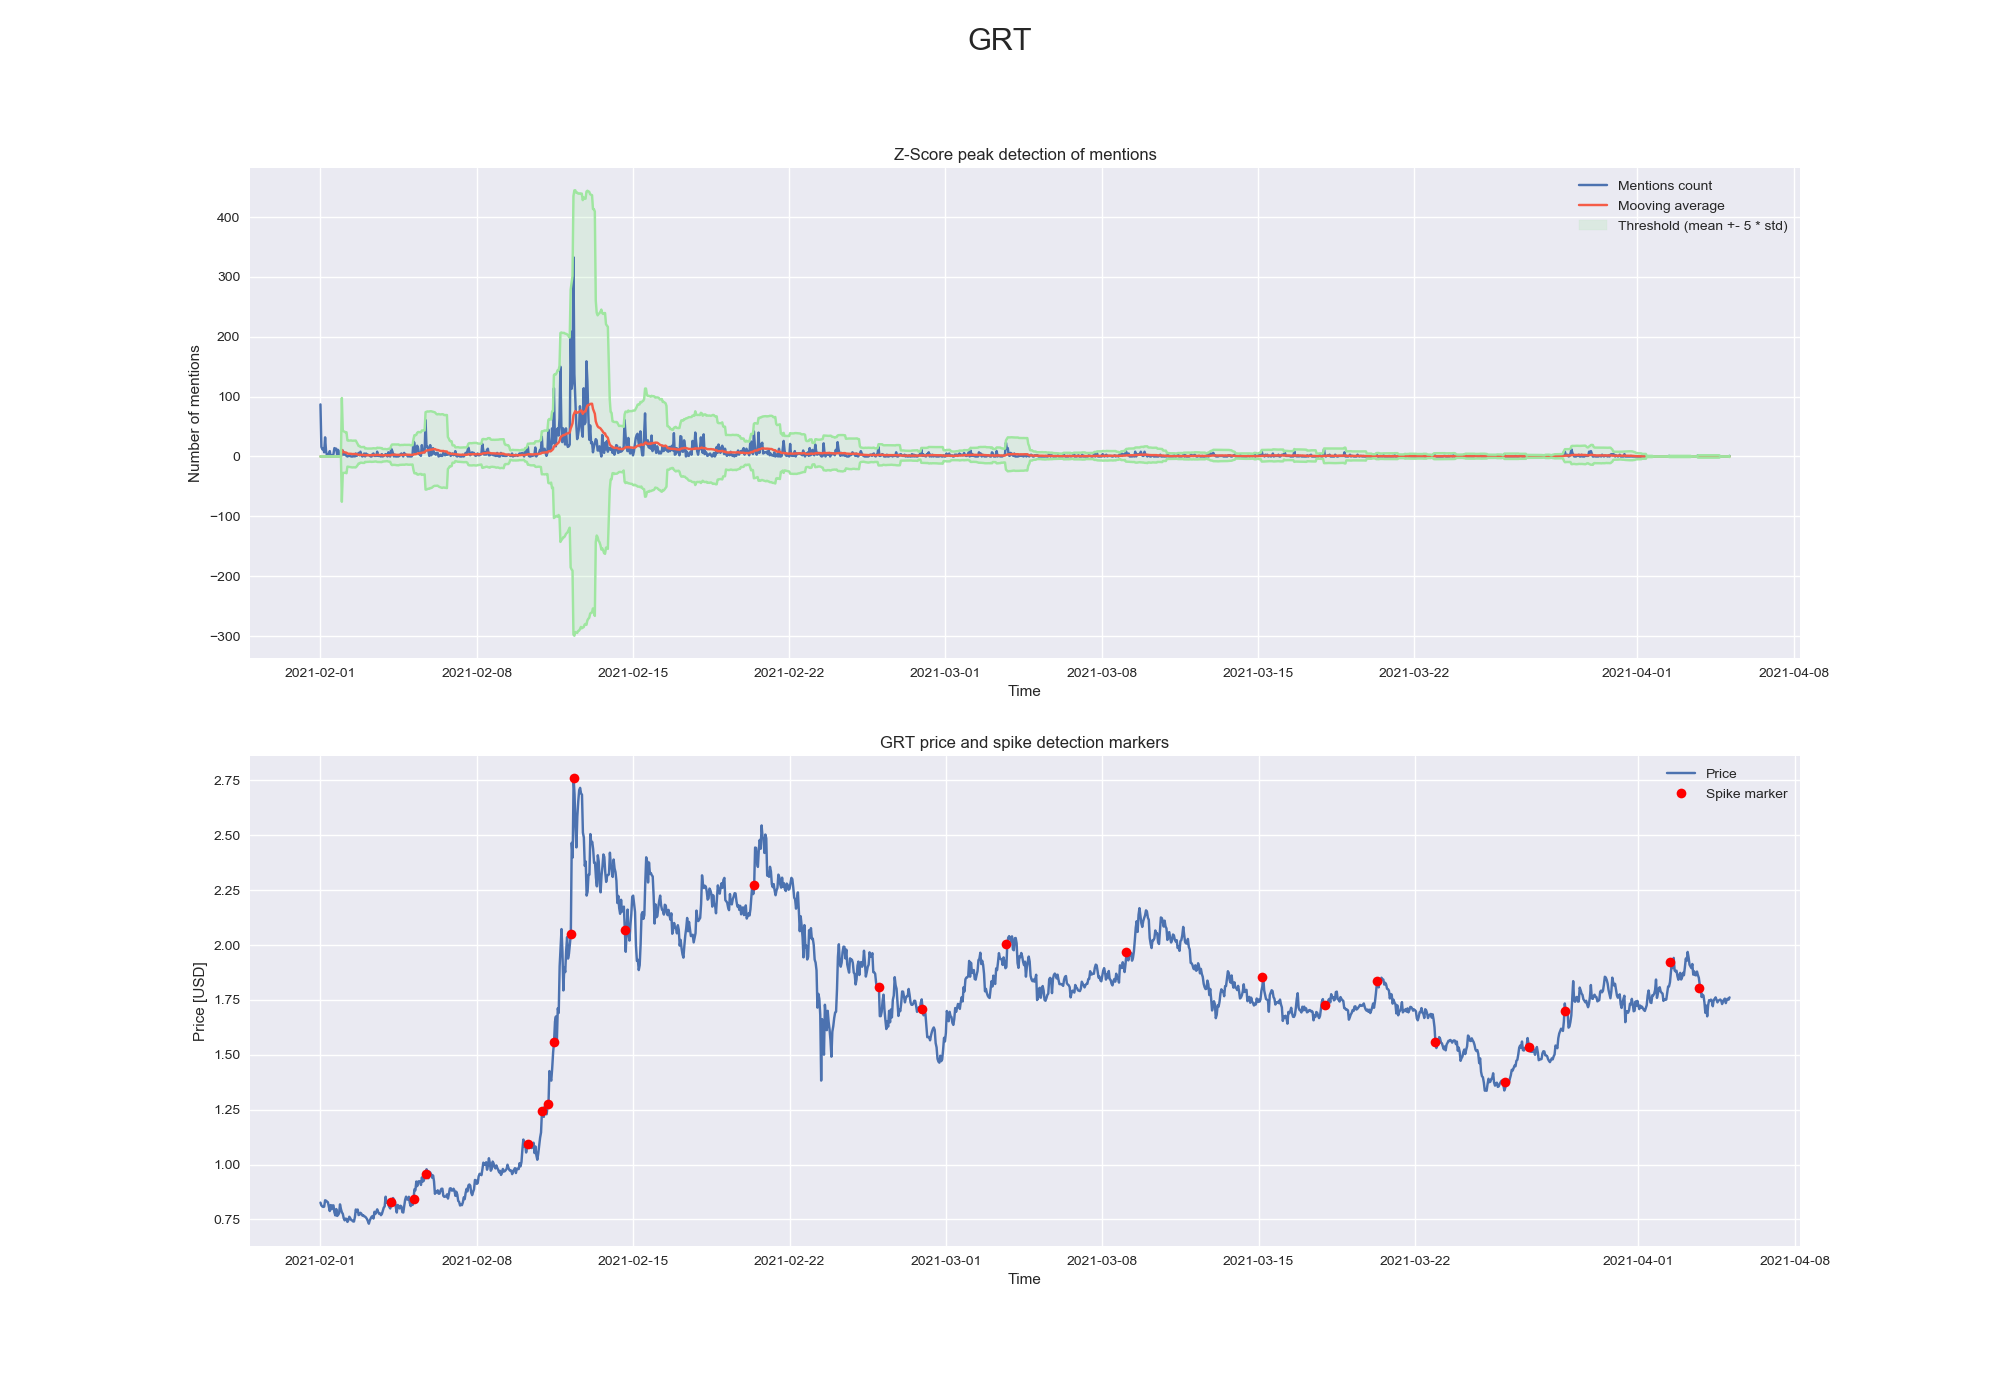 GRT
Z-Score peak detection of mentions
Mentions count
Mooving average
Threshold (mean +- 5 * std)
Number of mentions
400
300
200
100
0
−100
−200
−300
2021-02-01 2021-02-08 2021-02-15 2021-02-22 2021-03-01 2021-03-08 2021-03-15 2021-03-22 2021-04-01 2021-04-08
Time
GRT price and spike detection markers
Price
Spike marker
Price [USD]
2.75
2.50
2.25
2.00
1.75
1.50
1.25
1.00
0.75
2021-02-01 2021-02-08 2021-02-15 2021-02-22 2021-03-01 2021-03-08 2021-03-15 2021-03-22 2021-04-01 2021-04-08
Time